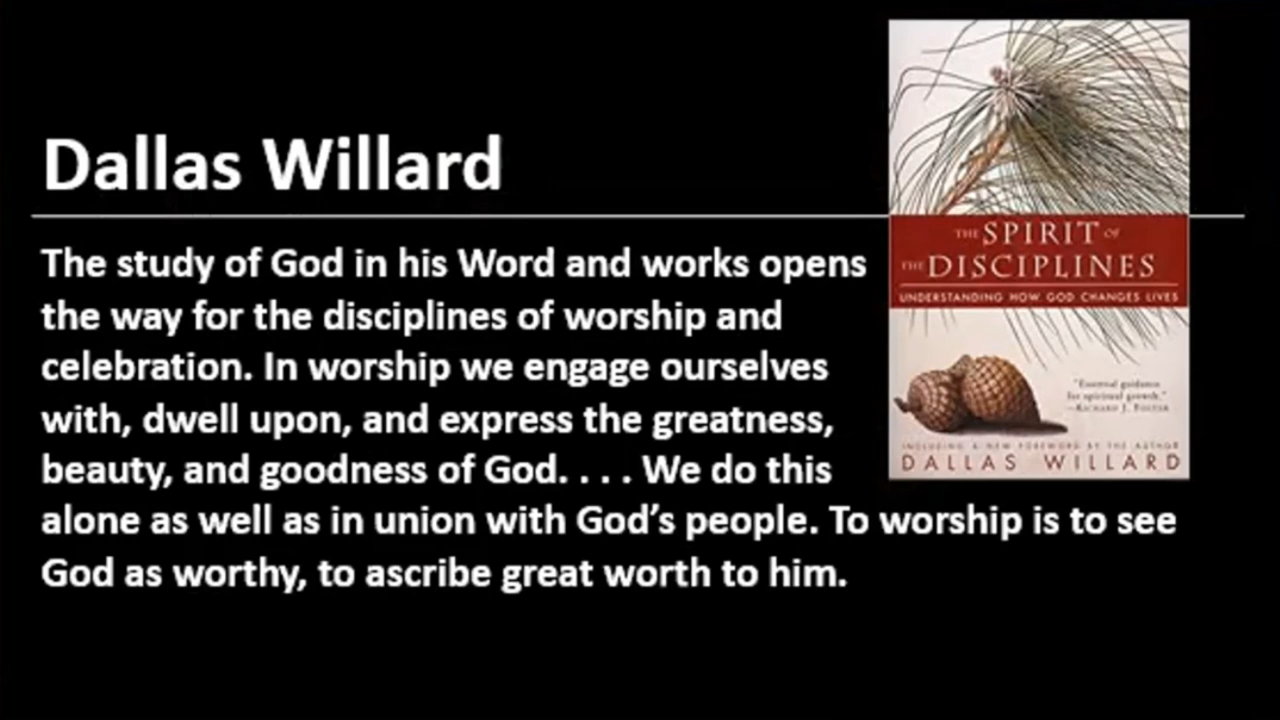 Dallas Willard
The study of God in his Word and works opens
the way for the disciplines of worship and
celebration. In worship we engage ourselves
with, dwell upon, and express the greatness,
beauty, and goodness of God. . . . We do this
alone as well as in union with God’s people. To worship is to see
God as worthy, to ascribe great worth to him.
THE SPIRIT OF
THE DISCIPLINES
UNDERSTANDING HOW GOD CHANGES LIVES
"Essential guidance
for spiritual growth."
—RICHARD J. FOSTER
INCLUDING A NEW FOREWORD BY THE AUTHOR
DALLAS WILLARD